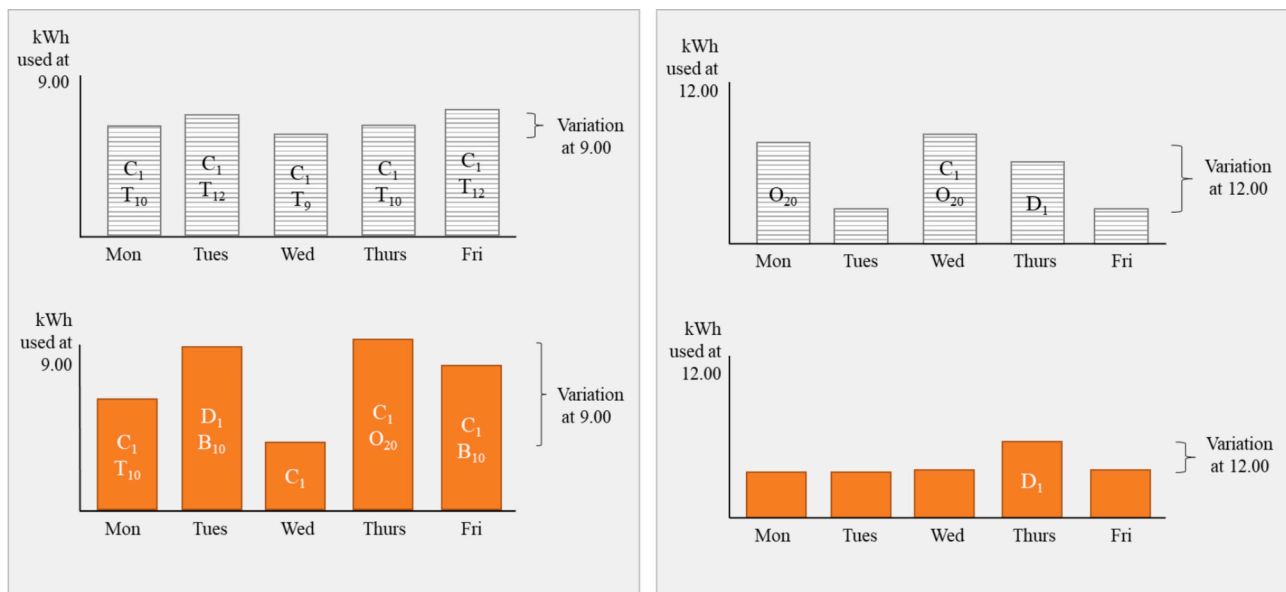 kWh
used at
9.00
C1
T10
C1
T12
C1
T9
C1
T10
C1
T12
Variation
at 9.00
Mon Tues Wed Thurs Fri
kWh
used at
9.00
C1
T10
D1
B10
C1
C1
O20
C1
B10
Variation
at 9.00
Mon Tues Wed Thurs Fri
kWh
used at
12.00
O20
C1
O20
D1
Variation
at 12.00
Mon Tues Wed Thurs Fri
kWh
used at
12.00
D1
Variation
at 12.00
Mon Tues Wed Thurs Fri